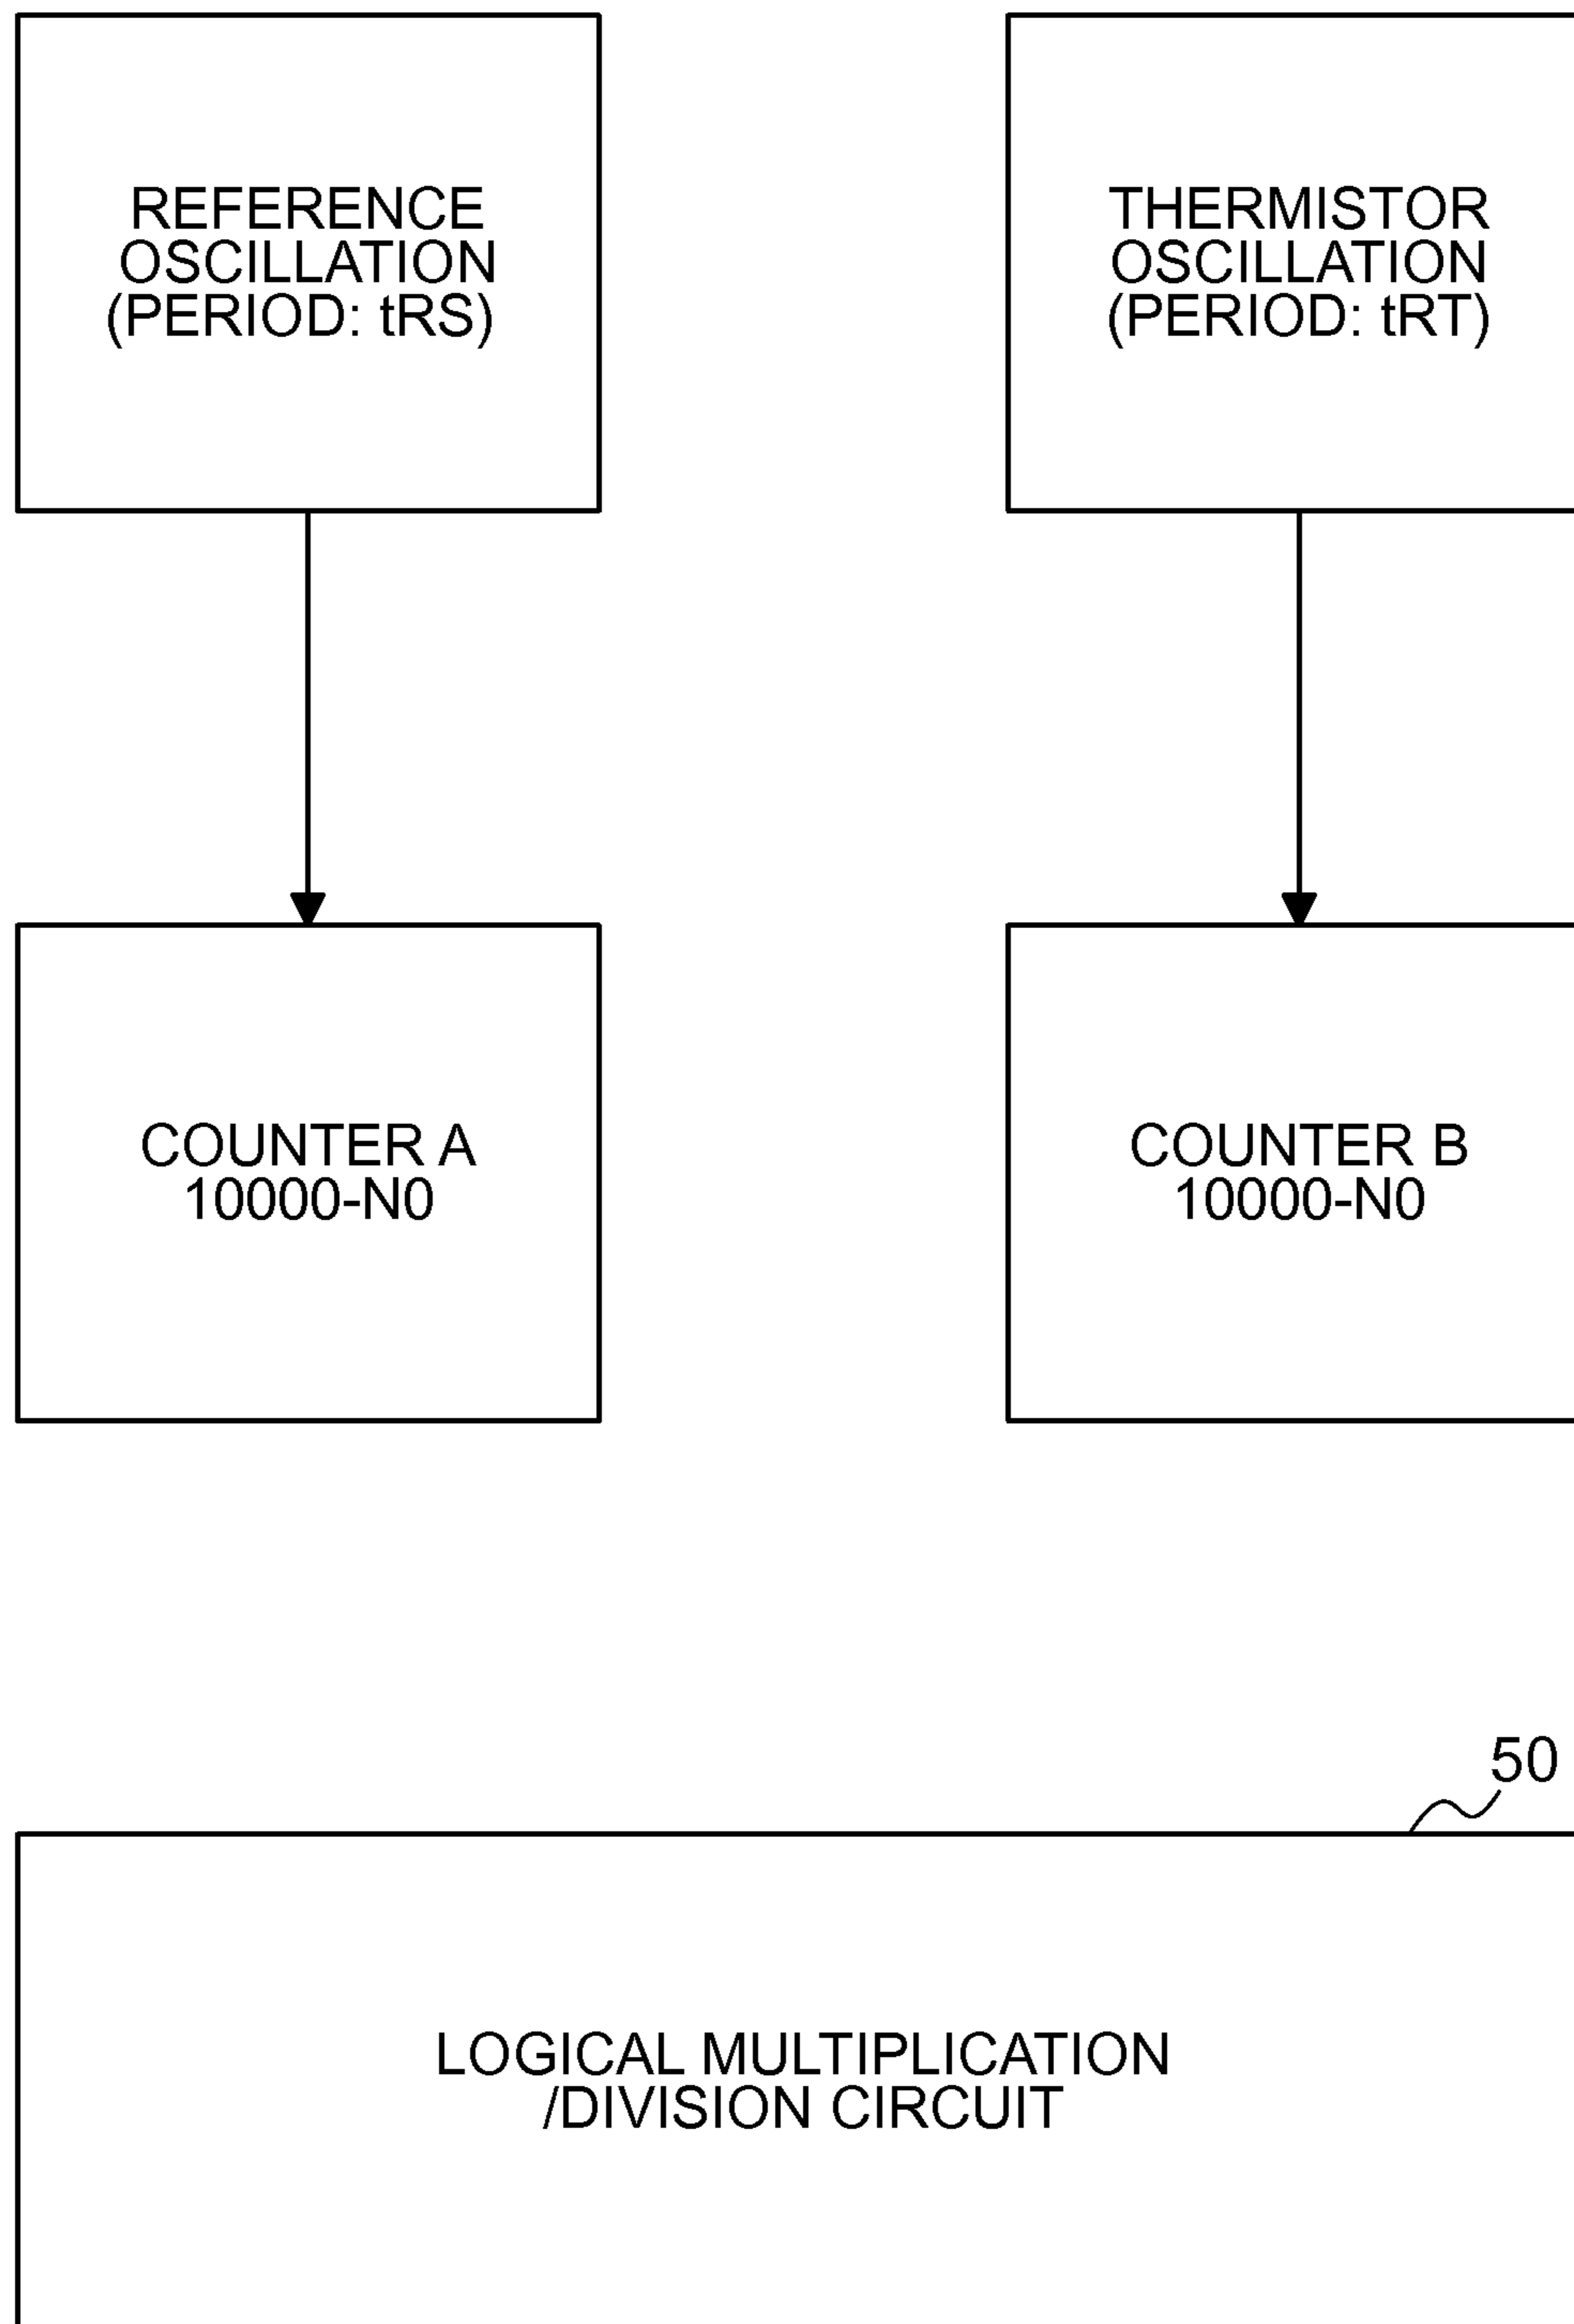 REFERENCE
OSCILLATION
(PERIOD: tRS)
THERMISTOR
OSCILLATION
(PERIOD: tRT)
COUNTER A
10000-N0
COUNTER B
10000-N0
50
LOGICAL MULTIPLICATION
/DIVISION CIRCUIT